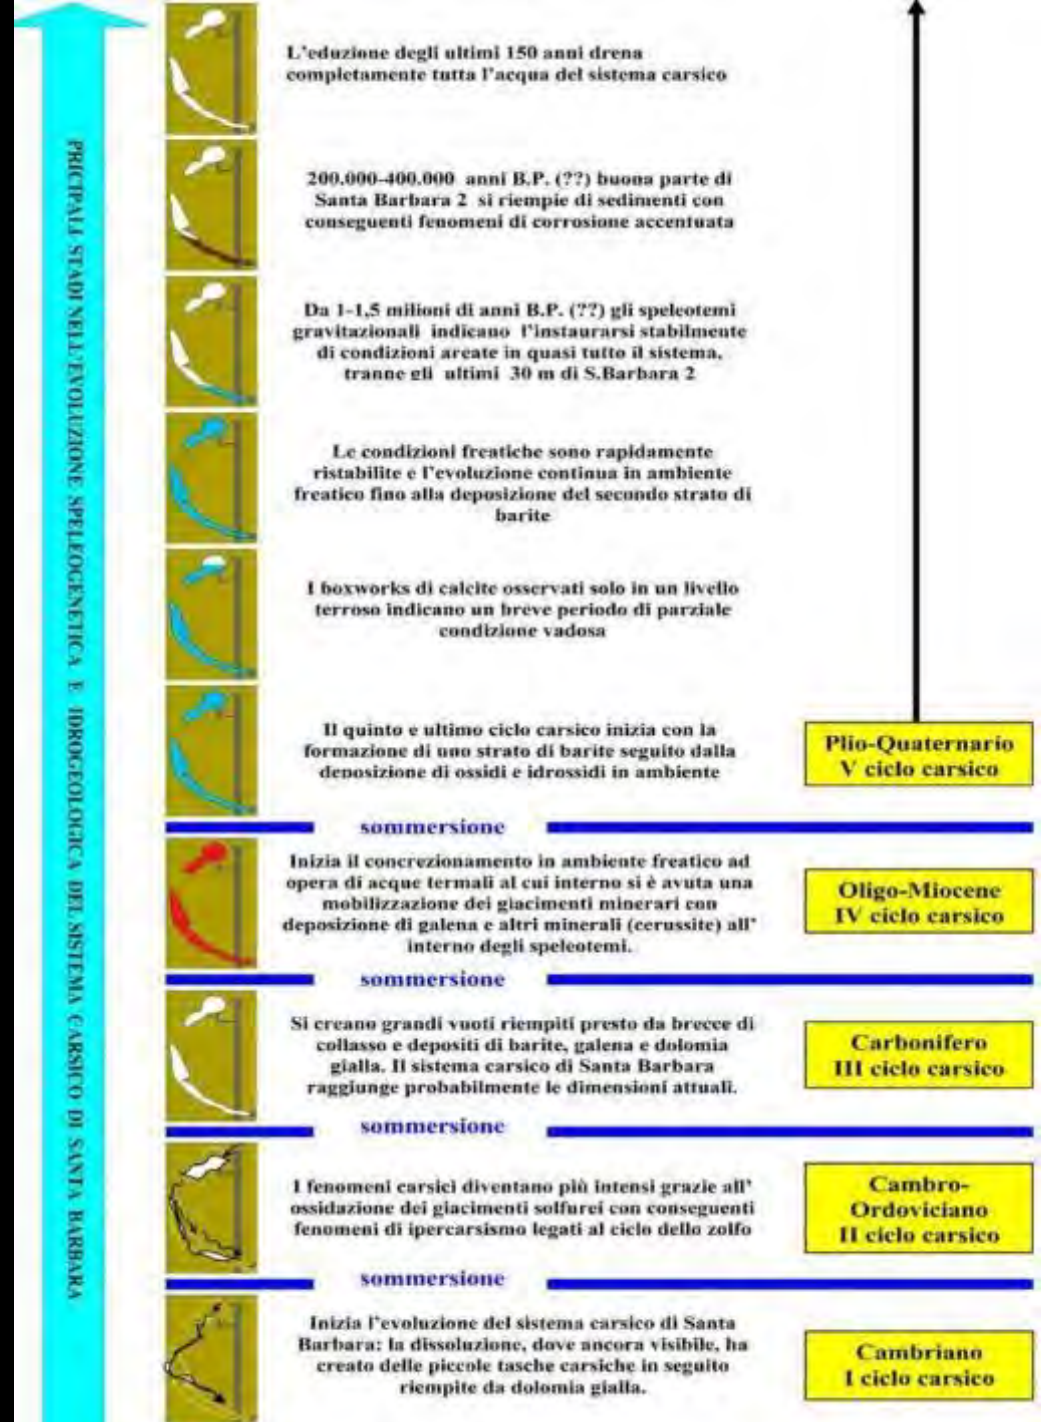 PRICIPALI STADI NELL'EVOLUZIONE SPELEOGENETICA E IDROGEOLOGICA DEL SISTEMA CARSICO DI SANTA BARBARA
L'eduzione degli ultimi 150 anni drena
completamente tutta l'acqua del sistema carsico
200.000-400.000 anni B.P. (??) buona parte di
Santa Barbara 2 si riempie di sedimenti con
conseguenti fenomeni di corrosione accentuata
Da 1-1,5 milioni di anni B.P. (??) gli speleotemi
gravitazionali indicano l'instaurarsi stabilmente
di condizioni areate in quasi tutto il sistema,
tranne gli ultimi 30 m di S.Barbara 2
Le condizioni freatiche sono rapidamente
ristabilite e l'evoluzione continua in ambiente
freatico fino alla deposizione del secondo strato di
barite
I boxworks di calcite osservati solo in un livello
terroso indicano un breve periodo di parziale
condizione vadosa
Il quinto e ultimo ciclo carsico inizia con la
formazione di uno strato di barite seguito dalla
deposizione di ossidi e idrossidi in ambiente
Plio-Quaternario
V ciclo carsico
sommersione
Inizia il concrezionamento in ambiente freatico ad
opera di acque termali al cui interno si è avuta una
mobilizzazione dei giacimenti minerari con
deposizione di galena e altri minerali (cerussite) all'
interno degli speleotemi.
Oligo-Miocene
IV ciclo carsico
sommersione
Si creano grandi vuoti riempiti presto da brecce di
collasso e depositi di barite, galena e dolomia
gialla. Il sistema carsico di Santa Barbara
raggiunge probabilmente le dimensioni attuali.
Carbonifero
III ciclo carsico
sommersione
I fenomeni carsici diventano più intensi grazie all'
ossidazione dei giacimenti solfurei con conseguenti
fenomeni di ipercarsismo legati al ciclo dello zolfo
Cambro-
Ordoviciano
II ciclo carsico
sommersione
Inizia l'evoluzione del sistema carsico di Santa
Barbara: la dissoluzione, dove ancora visibile, ha
creato delle piccole tasche carsiche in seguito
riempite da dolomia gialla.
Cambriano
I ciclo carsico